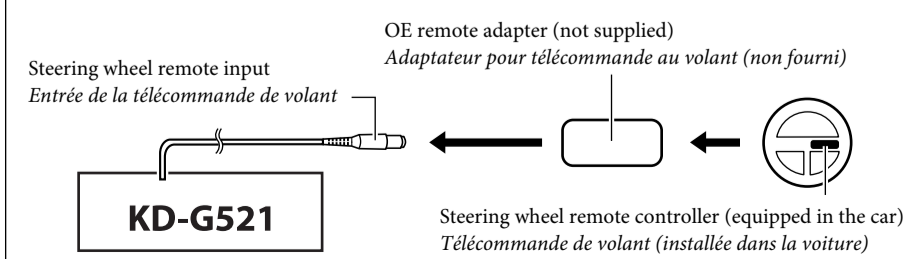 OE remote adapter (not supplied)
Adaptateur pour télécommande au volant (non fourni)
Steering wheel remote input
Entrée de la télécommande de volant
KD-G521
Steering wheel remote controller (equipped in the car)
Télécommande de volant (installée dans la voiture)